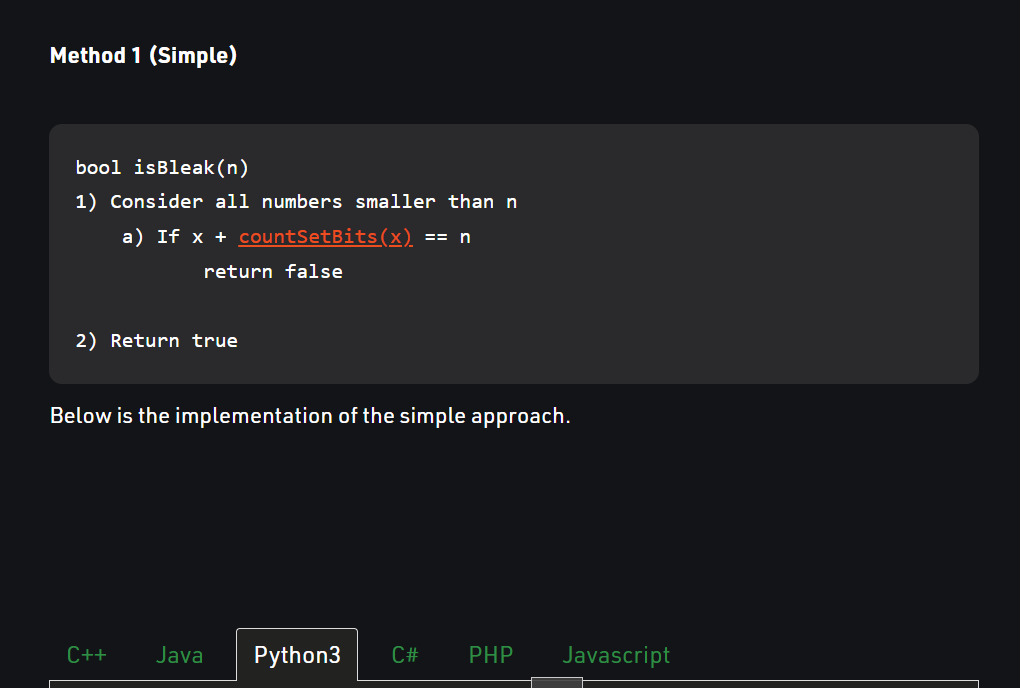 Method 1 (Simple)
bool isBleak(n)
1) Consider all numbers smaller than n
a) If x + countSetBits(x) == n
return false
2) Return true
Below is the implementation of the simple approach.
C++ Java Python3 C# PHP Javascript